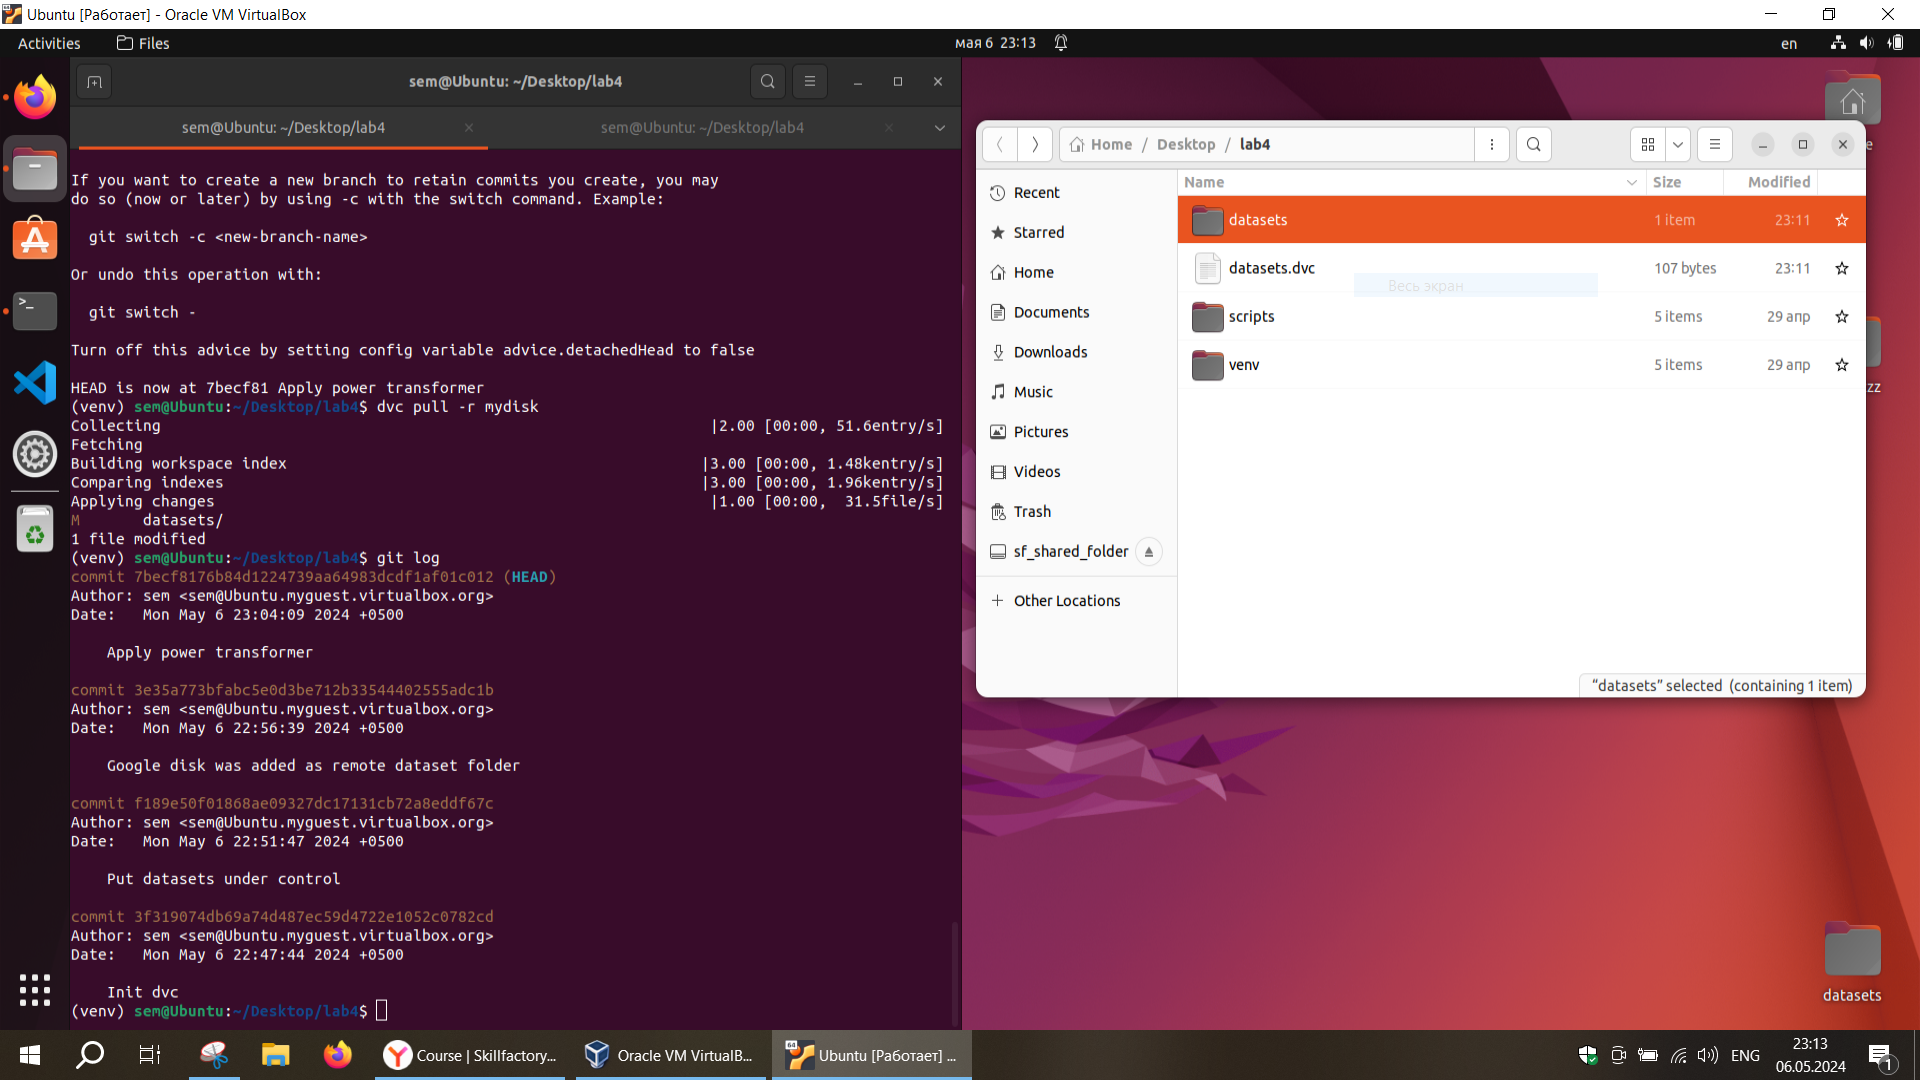 Ubuntu [Работает] - Oracle VM VirtualBox
Activities
Files
мая 6 23:13
en
sem@Ubuntu: ~/Desktop/lab4
sem@Ubuntu: ~/Desktop/lab4
sem@Ubuntu: ~/Desktop/lab4
If you want to create a new branch to retain commits you create, you may
do so (now or later) by using -c with the switch command. Example:
git switch -c <new-branch-name>
Or undo this operation with:
git switch -
Turn off this advice by setting config variable advice.detachedHead to false
HEAD is now at 7becf81 Apply power transformer
(venv) sem@Ubuntu:~/Desktop/lab4$ dvc pull -r mydisk
Collecting |2.00 [00:00, 51.6entry/s]
Fetching
Building workspace index |3.00 [00:00, 1.48kentry/s]
Comparing indexes |3.00 [00:00, 1.96kentry/s]
Applying changes |1.00 [00:00, 31.5file/s]
M datasets/
1 file modified
(venv) sem@Ubuntu:~/Desktop/lab4$ git log
commit 7becf8176b84d1224739aa64983dcdf1af01c012 (HEAD)
Author: sem <sem@Ubuntu.myguest.virtualbox.org>
Date: Mon May 6 23:04:09 2024 +0500
Apply power transformer
commit 3e35a773bfabc5e0d3be712b33544402555adc1b
Author: sem <sem@Ubuntu.myguest.virtualbox.org>
Date: Mon May 6 22:56:39 2024 +0500
Google disk was added as remote dataset folder
commit f189e50f01868ae09327dc17131cb72a8eddf67c
Author: sem <sem@Ubuntu.myguest.virtualbox.org>
Date: Mon May 6 22:51:47 2024 +0500
Put datasets under control
commit 3f319074db69a74d487ec59d4722e1052c0782cd
Author: sem <sem@Ubuntu.myguest.virtualbox.org>
Date: Mon May 6 22:47:44 2024 +0500
Init dvc
(venv) sem@Ubuntu:~/Desktop/lab4$
Home / Desktop / lab4
Recent
Starred
Home
Documents
Downloads
Music
Pictures
Videos
Trash
sf_shared_folder
Other Locations
Name Size Modified
datasets 1 item 23:11
datasets.dvc 107 bytes 23:11
Весь экран
scripts 5 items 29 апр
venv 5 items 29 апр
“datasets” selected (containing 1 item)
e
zz
datasets
Course | Skillfactory...
Oracle VM VirtualB...
64
Ubuntu [Работает] ...
ENG
23:13
06.05.2024
1